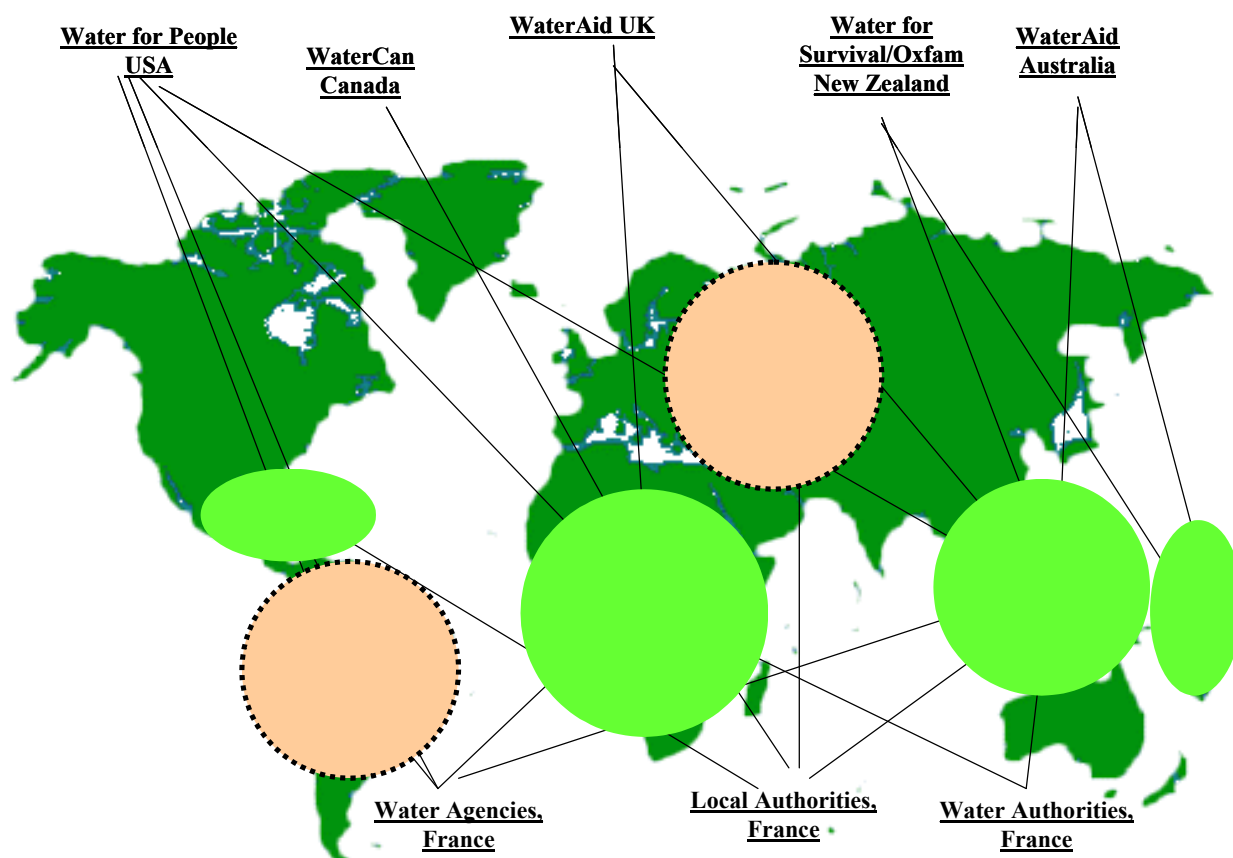 Water for People
USA
WaterCan
Canada
WaterAid UK
Water for
Survival/Oxfam
New Zealand
WaterAid
Australia
Water Agencies,
France
Local Authorities,
France
Water Authorities,
France